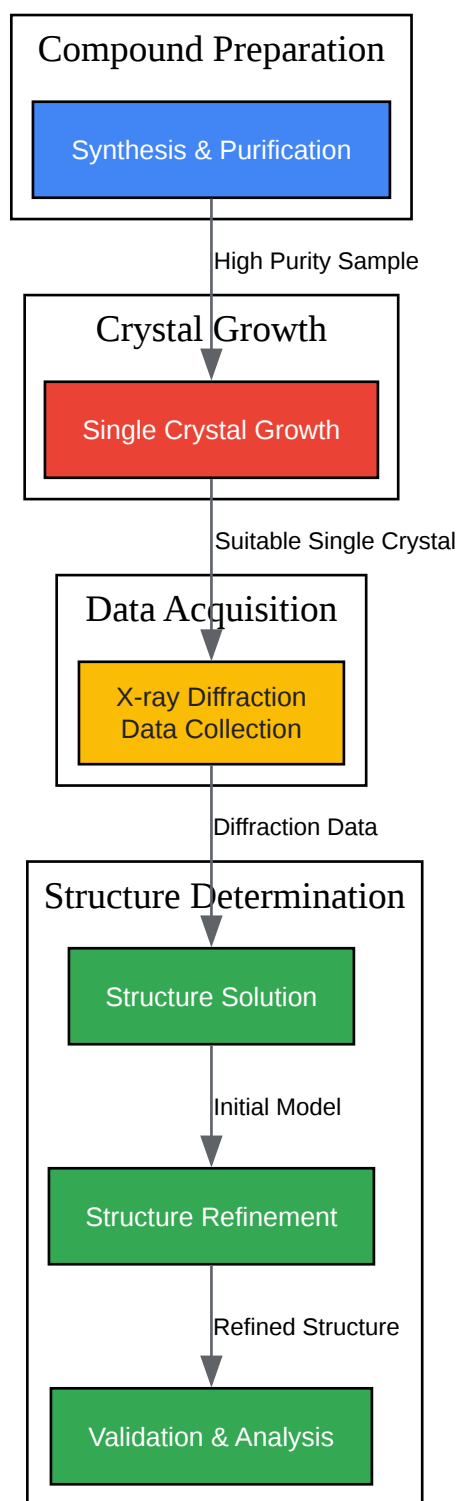 Compound Preparation
Synthesis & Purification
High Purity Sample
Crystal Growth
Single Crystal Growth
Suitable Single Crystal
Data Acquisition
X-ray Diffraction
Data Collection
Diffraction Data
Structure Determination
Structure Solution
Initial Model
Structure Refinement
Refined Structure
Validation & Analysis